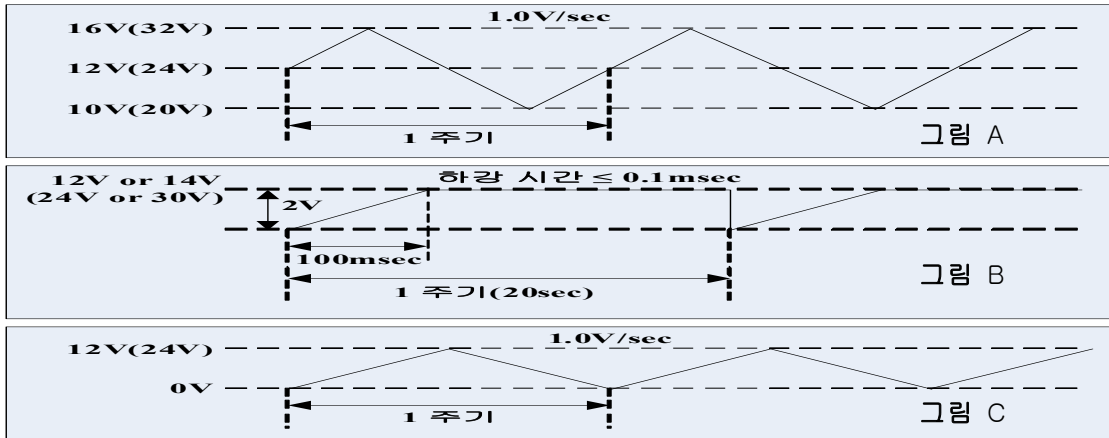 1.0V/sec
16V(32V)
12V(24V)
10V(20V)
1 주기
그림 A
12V or 14V
(24V or 30V)
하강 시간 ≤ 0.1msec
2V
100msec
1 주기(20sec)
그림 B
1.0V/sec
12V(24V)
0V
1 주기
그림 C